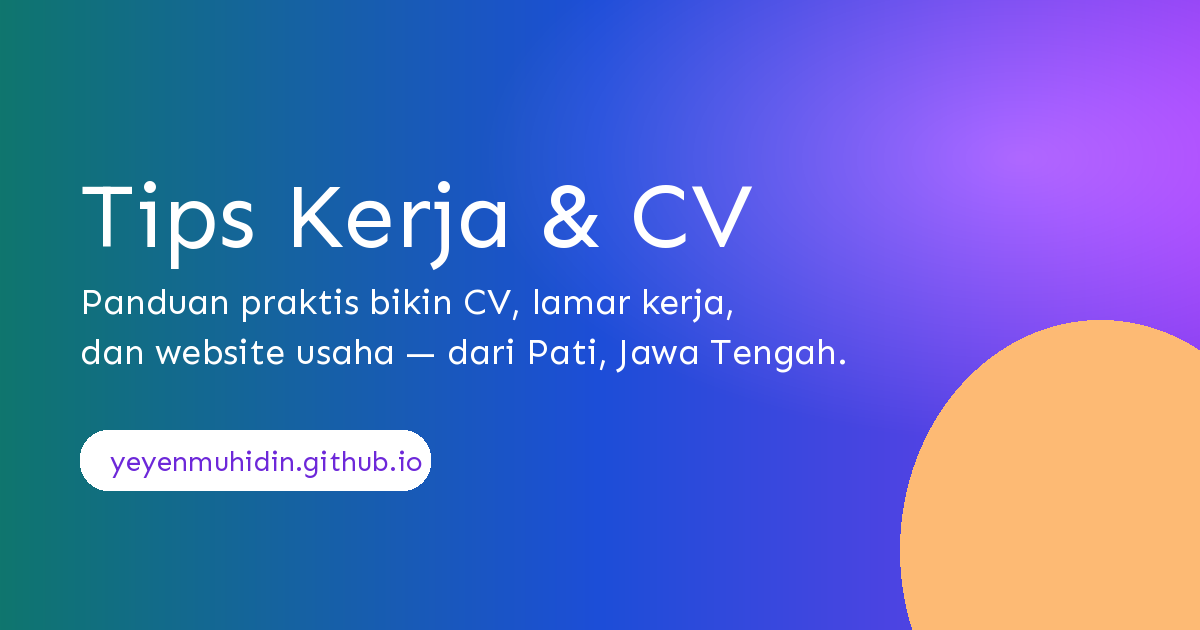 Tips Kerja & CV
Panduan praktis bikin CV, lamar kerja,
dan website usaha — dari Pati, Jawa Tengah.
yeyenmuhidin.github.io